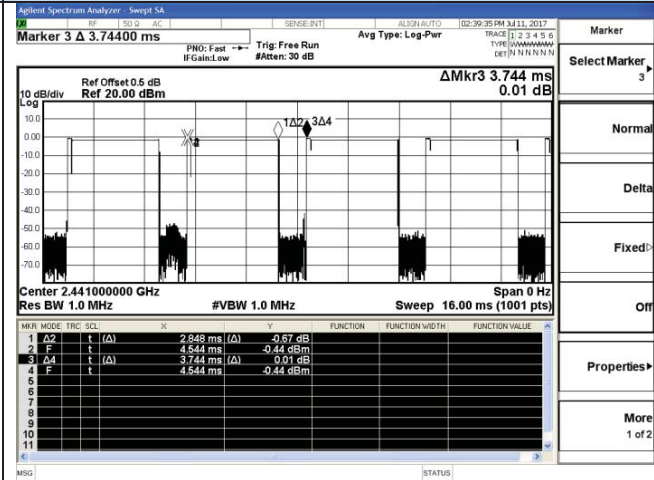 Agilent Spectrum Analyzer - Swept SA
RF 50 Ω AC SENSE:INT ALIGN AUTO 02:39:35 PM Jul 11, 2017
Marker 3 Δ 3.74400 ms
PNO: Fast
IFGain:Low
Trig: Free Run
#Atten: 30 dB
Avg Type: Log-Pwr
TRACE 1 2 3 4 5 6
TYPE WWWWWW
DET N N N N N N
Ref Offset 0.5 dB
10 dB/div Ref 20.00 dBm
Log
ΔMkr3 3.744 ms
0.01 dB
10.0
0.00
-10.0
-20.0
-30.0
-40.0
-50.0
-60.0
-70.0
1Δ2 3Δ4
Center 2.441000000 GHz Span 0 Hz
Res BW 1.0 MHz #VBW 1.0 MHz Sweep 16.00 ms (1001 pts)
MKR MODE TRC SCL X Y FUNCTION FUNCTION WIDTH FUNCTION VALUE
1 Δ2 t (Δ) 2.848 ms (Δ) -0.67 dB
2 F t 4.544 ms -0.44 dBm
3 Δ4 t (Δ) 3.744 ms (Δ) 0.01 dB
4 F t 4.544 ms -0.44 dBm
5
6
7
8
9
10
11
MSG STATUS
Marker
Select Marker
3
Normal
Delta
Fixed
Off
Properties
More
1 of 2